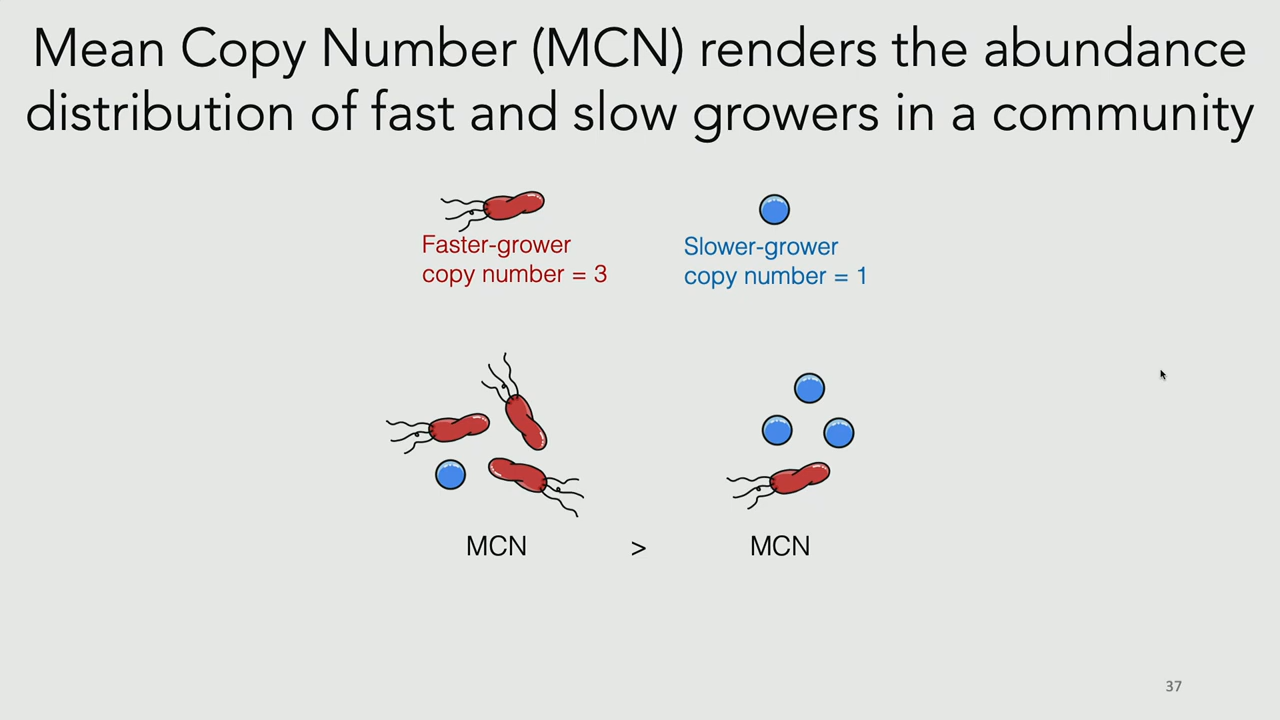 Mean Copy Number (MCN) renders the abundance
distribution of fast and slow growers in a community
Faster-grower
copy number = 3
Slower-grower
copy number = 1
MCN > MCN
37